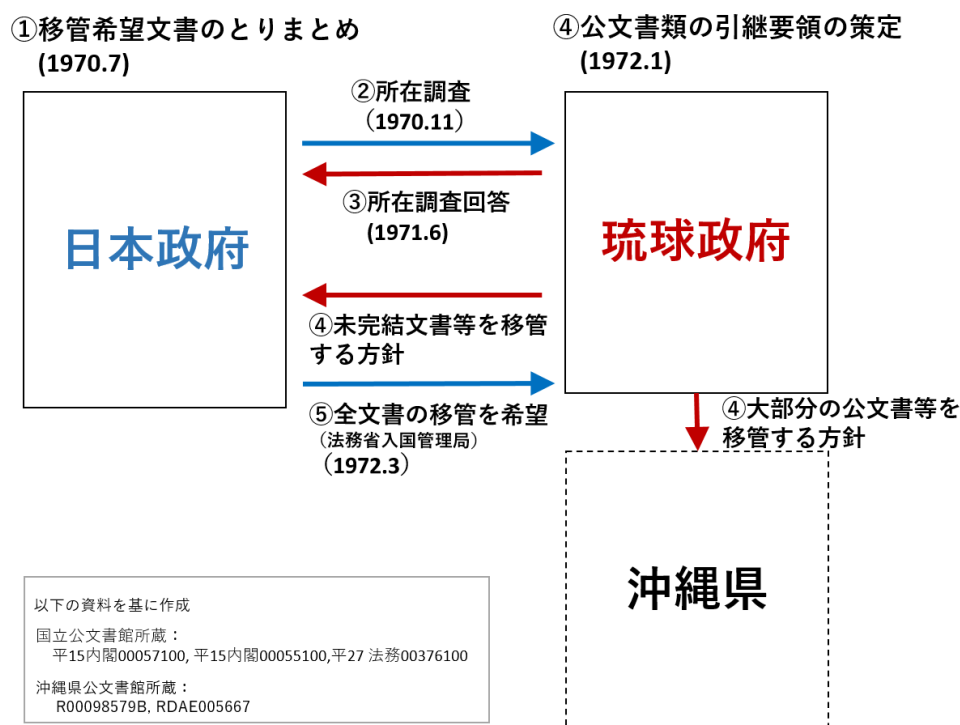 ①移管希望文書のとりまとめ
(1970.7)
④公文書類の引継要領の策定
(1972.1)
②所在調査
（1970.11）
③所在調査回答
(1971.6)
日本政府
琉球政府
④未完結文書等を移管
する方針
⑤全文書の移管を希望
（法務省入国管理局）
（1972.3）
④大部分の公文書等を
移管する方針
沖縄県
以下の資料を基に作成
国立公文書館所蔵：
平15内閣00057100, 平15内閣00055100,平27 法務00376100
沖縄県公文書館所蔵：
R00098579B, RDAE005667